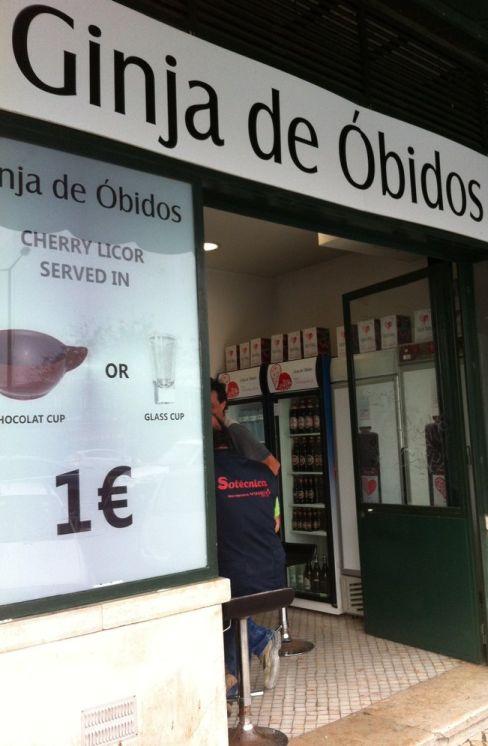 Ginja de Óbidos
nja de Óbidos
CHERRY LICOR
SERVED IN
OR
HOCOLAT CUP
GLASS CUP
1€
Sotécnica